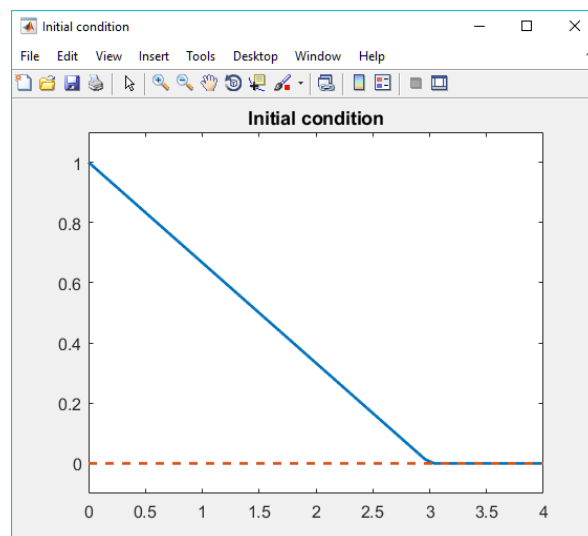 Initial condition
File Edit View Insert Tools Desktop Window Help
Initial condition
1
0.8
0.6
0.4
0.2
0
0 0.5 1 1.5 2 2.5 3 3.5 4